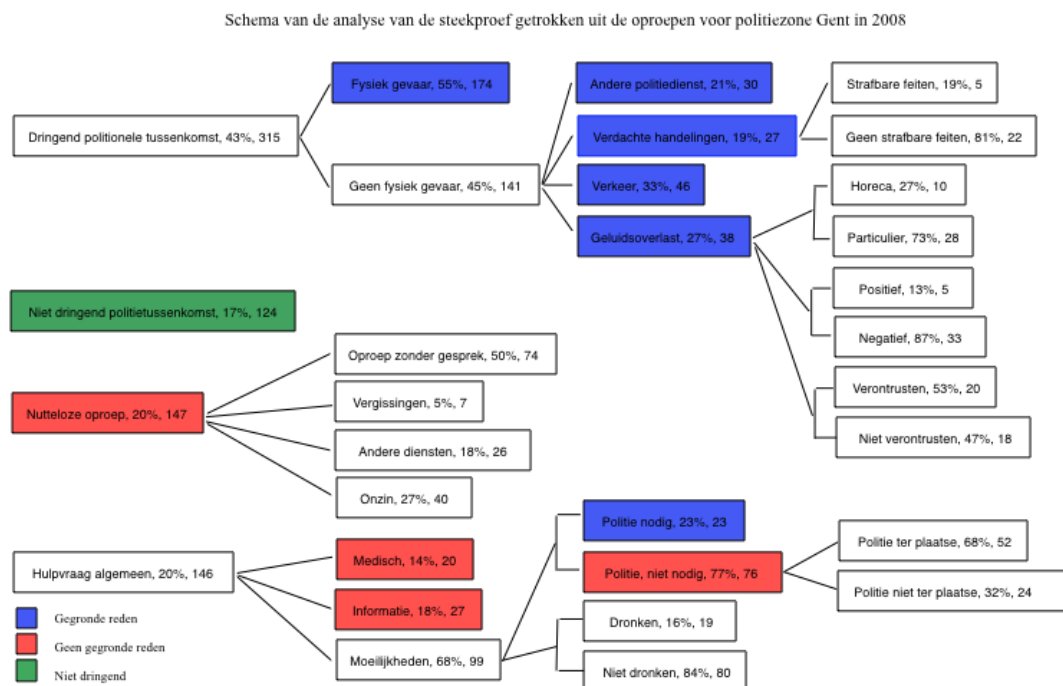 Schema van de analyse van de steekproef getrokken uit de oproepen voor politiezone Gent in 2008
Dringend politionele tussenkomst, 43%, 315
Fysiek gevaar, 55%, 174
Geen fysiek gevaar, 45%, 141
Andere politiedienst, 21%, 30
Verdachte handelingen, 19%, 27
Verkeer, 33%, 46
Geluidsoverlast, 27%, 38
Strafbare feiten, 19%, 5
Geen strafbare feiten, 81%, 22
Horeca, 27%, 10
Particulier, 73%, 28
Positief, 13%, 5
Negatief, 87%, 33
Verontrusten, 53%, 20
Niet verontrusten, 47%, 18
Niet dringend politietussenkomst, 17%, 124
Nutteloze oproep, 20%, 147
Oproep zonder gesprek, 50%, 74
Vergissingen, 5%, 7
Andere diensten, 18%, 26
Onzin, 27%, 40
Hulpvraag algemeen, 20%, 146
Medisch, 14%, 20
Informatie, 18%, 27
Moeilijkheden, 68%, 99
Politie nodig, 23%, 23
Politie, niet nodig, 77%, 76
Dronken, 16%, 19
Niet dronken, 84%, 80
Politie ter plaatse, 68%, 52
Politie niet ter plaatse, 32%, 24
Gegronde reden
Geen gegronde reden
Niet dringend